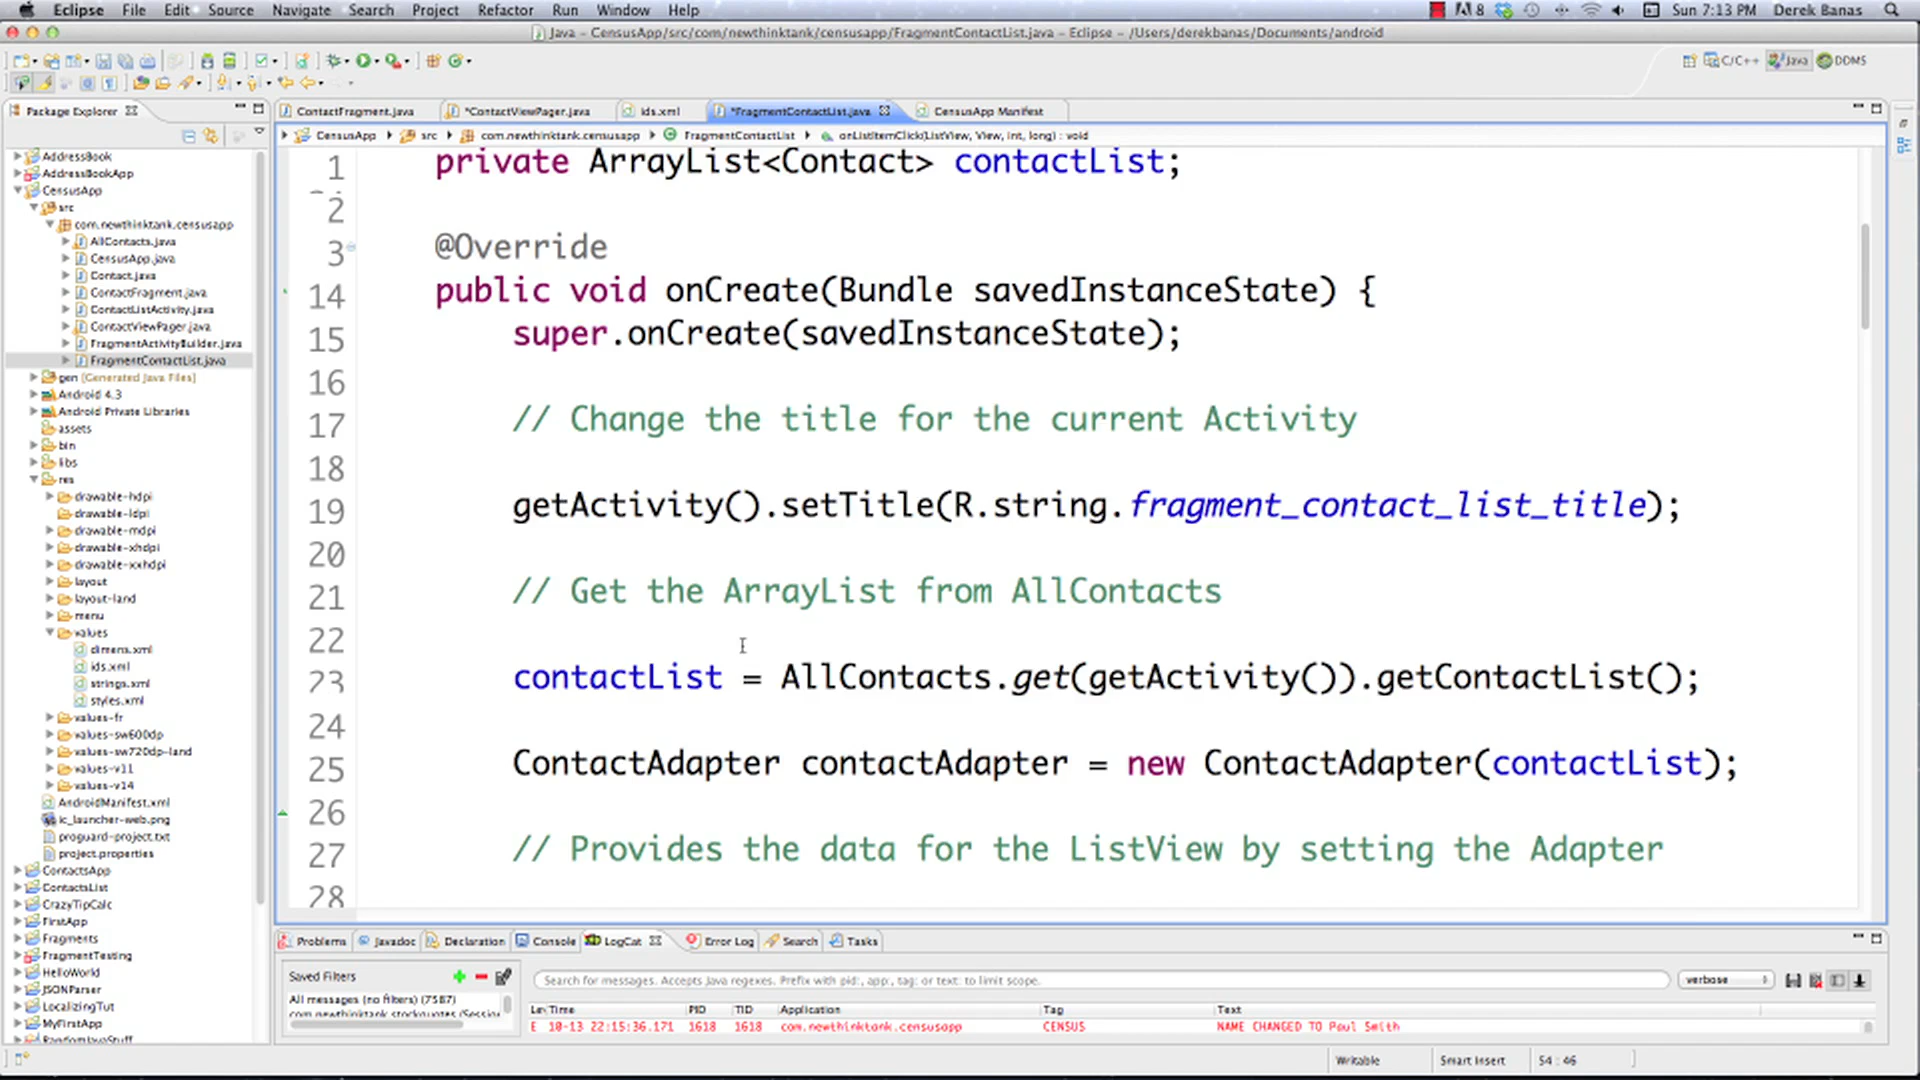 Eclipse File Edit Source Navigate Search Project Refactor Run Window Help 8 Sun 7:13 PM Derek Banas
Java – CensusApp/src/com/newthinktank/censusapp/FragmentContactList.java – Eclipse – /Users/derekbanas/Documents/android
C/C++ Java DDMS
Package Explorer
ContactFragment.java *ContactViewPager.java ids.xml *FragmentContactList.java CensusApp Manifest
CensusApp src com.newthinktank.censusapp FragmentContactList onListItemClick(ListView, View, int, long) : void
AddressBook
AddressBookApp
CensusApp
src
com.newthinktank.censusapp
AllContacts.java
CensusApp.java
Contact.java
ContactFragment.java
ContactListActivity.java
ContactViewPager.java
FragmentActivityBuilder.java
FragmentContactList.java
gen [Generated Java Files]
Android 4.3
Android Private Libraries
assets
bin
libs
res
drawable-hdpi
drawable-ldpi
drawable-mdpi
drawable-xhdpi
drawable-xxhdpi
layout
layout-land
menu
values
dimens.xml
ids.xml
strings.xml
styles.xml
values-fr
values-sw600dp
values-sw720dp-land
values-v11
values-v14
AndroidManifest.xml
ic_launcher-web.png
proguard-project.txt
project.properties
ContactsApp
ContactsList
CrazyTipCalc
FirstApp
Fragments
FragmentTesting
HelloWorld
JSONParser
LocalizingTut
MyFirstApp
RandomJavaStuff
1 private ArrayList<Contact> contactList;
2
3 @Override
14 public void onCreate(Bundle savedInstanceState) {
15 super.onCreate(savedInstanceState);
16
17 // Change the title for the current Activity
18
19 getActivity().setTitle(R.string.fragment_contact_list_title);
20
21 // Get the ArrayList from AllContacts
22
23 contactList = AllContacts.get(getActivity()).getContactList();
24
25 ContactAdapter contactAdapter = new ContactAdapter(contactList);
26
27 // Provides the data for the ListView by setting the Adapter
28
Problems Javadoc Declaration Console LogCat Error Log Search Tasks
Saved Filters
All messages (no filters) (7587)
com.newthinktank.stockquotes (Session
Search for messages. Accepts Java regexes. Prefix with pid:, app:, tag: or text: to limit scope.
verbose
Time PID TID Application Tag Text
E 10-13 22:15:36.171 1618 1618 com.newthinktank.censusapp CENSUS NAME CHANGED TO Paul Smith
Writable Smart Insert 54 : 46